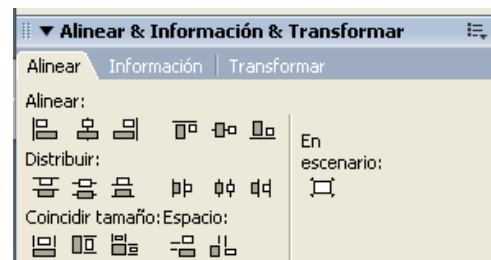 Alinear & Información & Transformar
Alinear Información Transformar
Alinear:
Distribuir:
Coincidir tamaño: Espacio:
En
escenario: